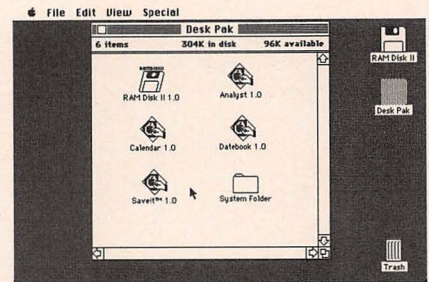 File Edit View Special
Desk Pak
6 items 304K in disk 96K available
RAM Disk II
RAM Disk II 1.0 Analyst 1.0
Desk Pak
Calendar 1.0 Datebook 1.0
Saveit™ 1.0 System Folder
Trash